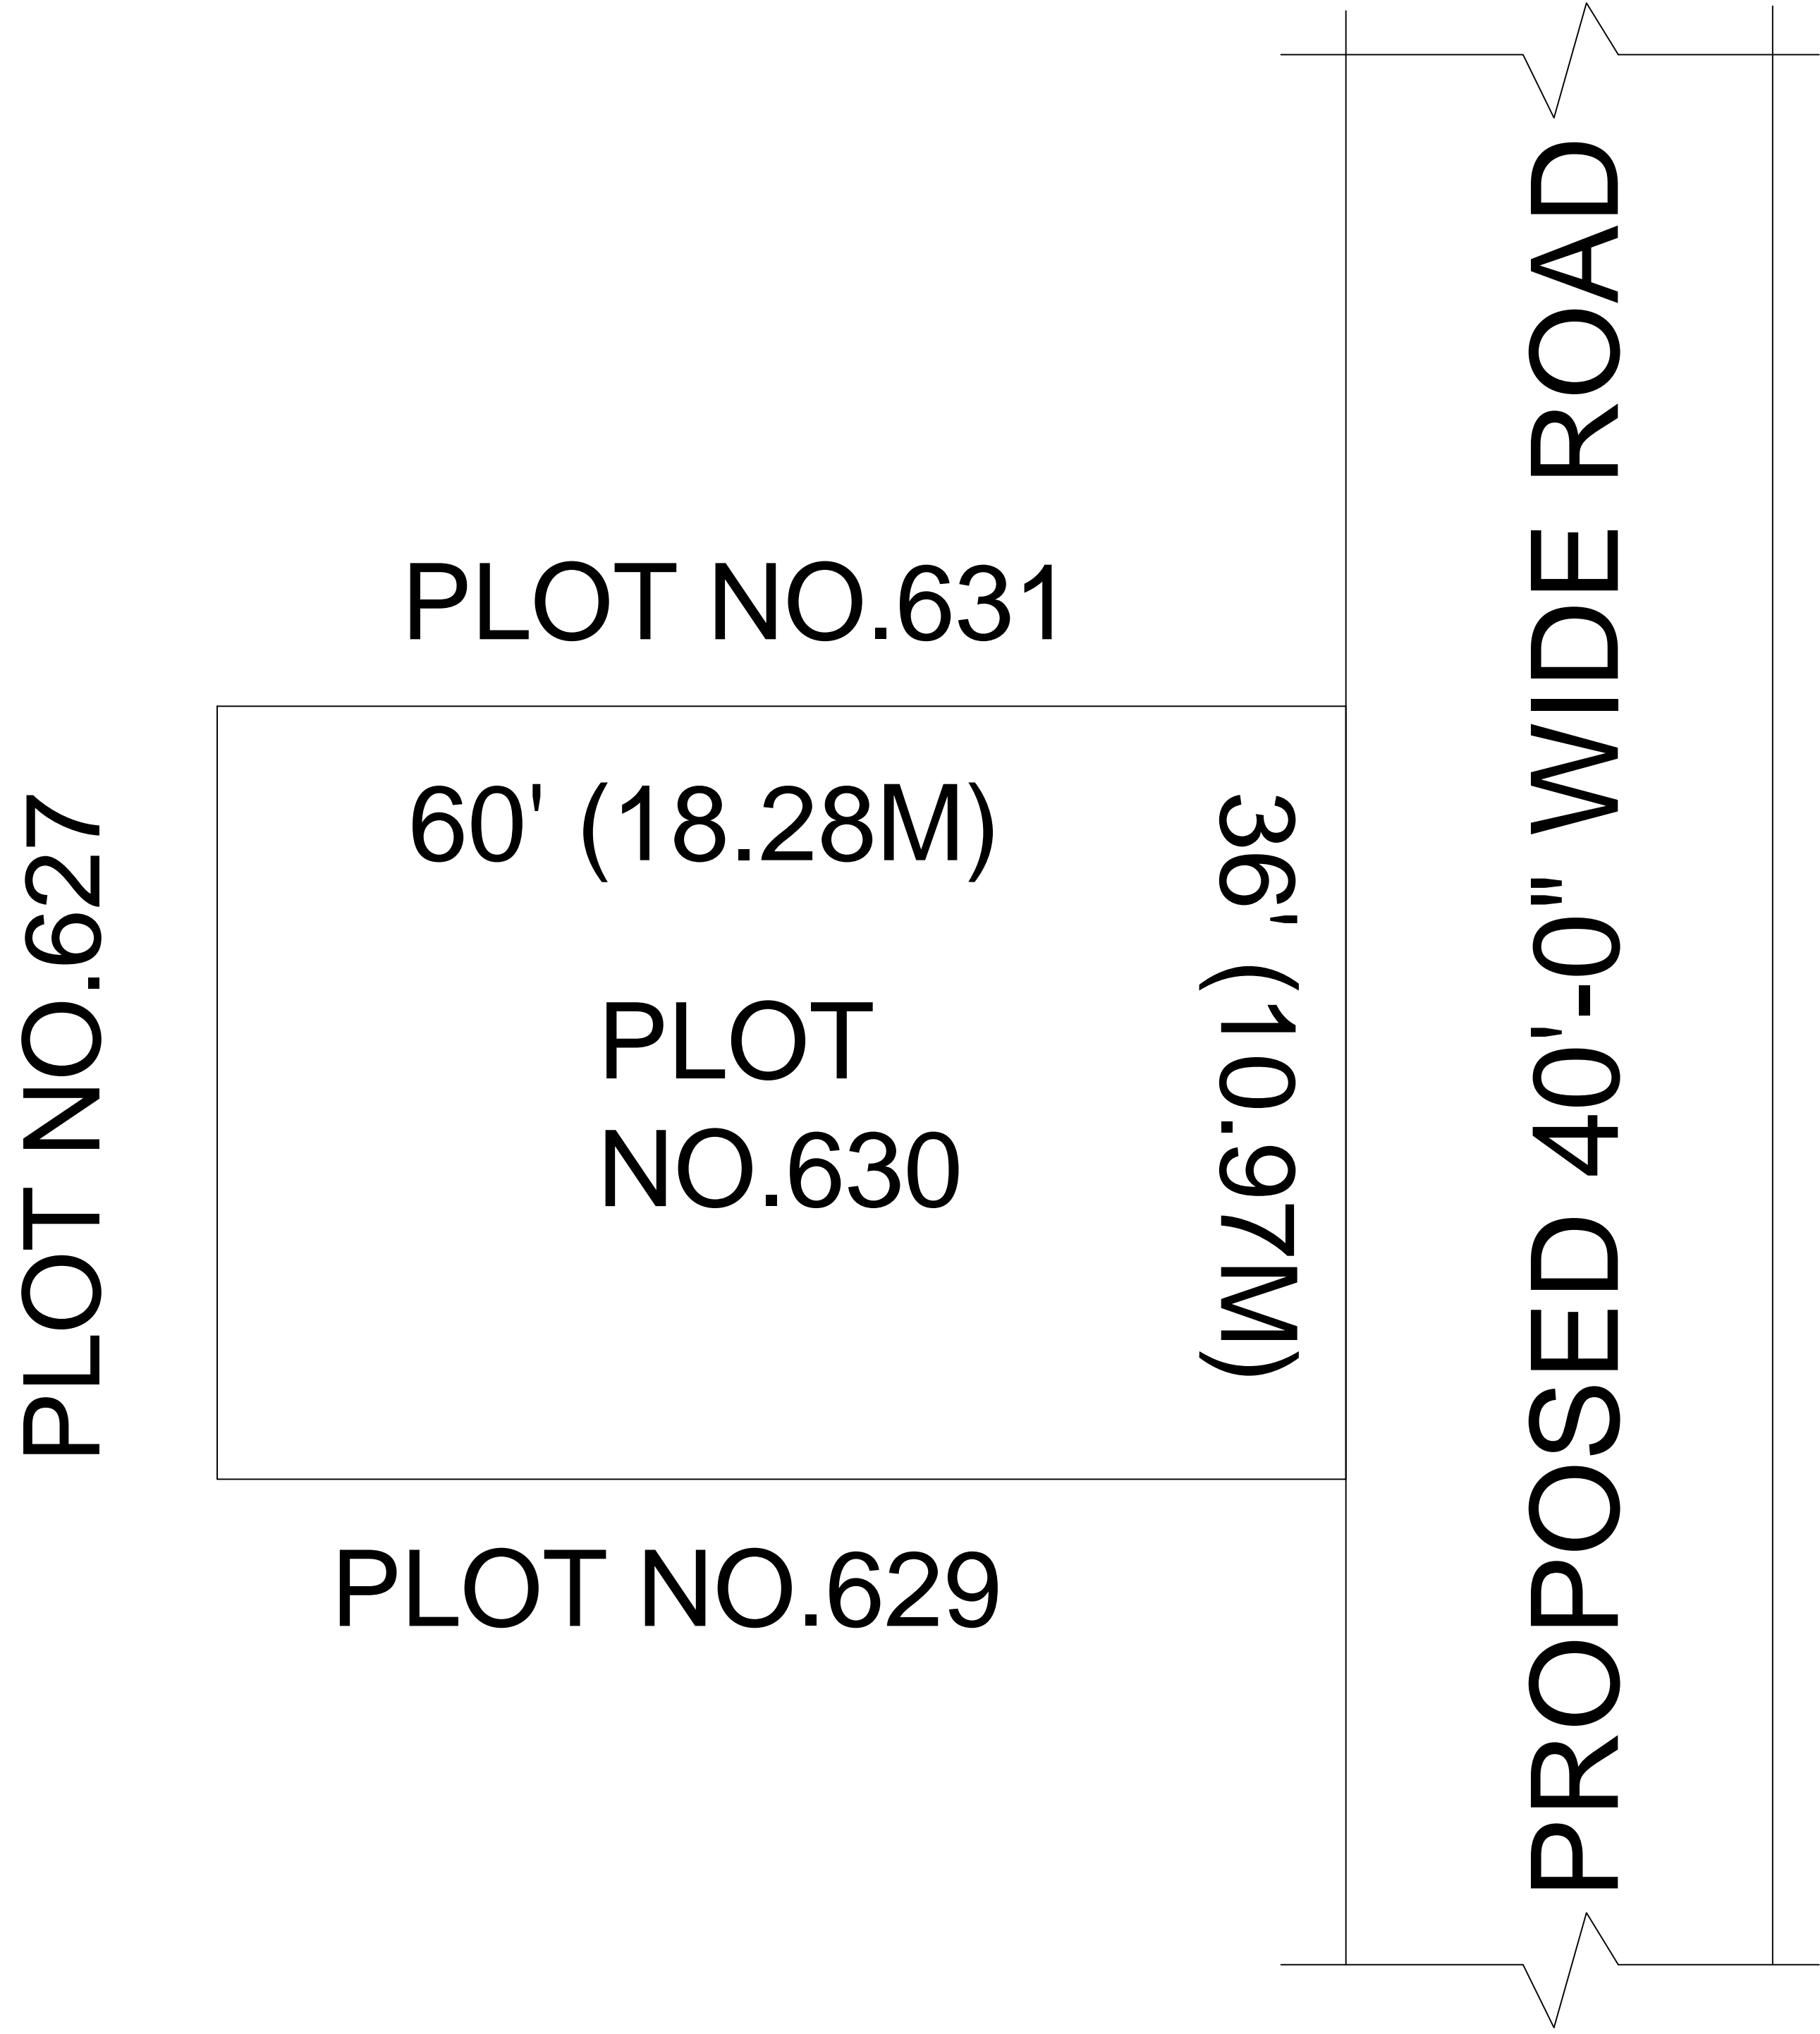 PLOT NO.631
60' (18.28M)
36' (10.97M)
PLOT
NO.630
PLOT NO.627
PLOT NO.629
PROPOSED 40'-0" WIDE ROAD